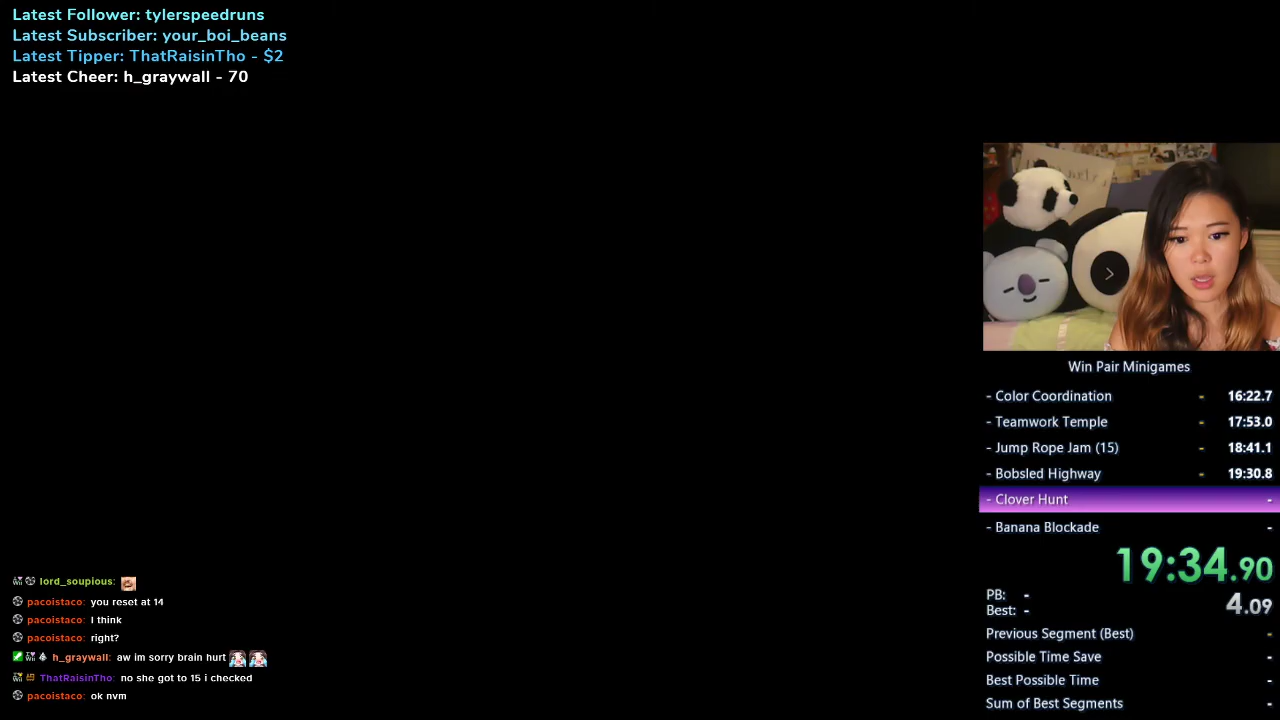 Latest Follower: tylerspeedruns
Latest Subscriber: your_boi_beans
Latest Tipper: ThatRaisinTho - $2
Latest Cheer: h_graywall - 70
Win Pair Minigames
- Color Coordination - 16:22.7
- Teamwork Temple - 17:53.0
- Jump Rope Jam (15) - 18:41.1
- Bobsled Highway - 19:30.8
- Clover Hunt -
- Banana Blockade -
19:34.90
PB: -
4.09
Best: -
Previous Segment (Best) -
Possible Time Save -
Best Possible Time -
Sum of Best Segments -
lord_soupious:
pacoistaco: you reset at 14
pacoistaco: I think
pacoistaco: right?
h_graywall: aw im sorry brain hurt
ThatRaisinTho: no she got to 15 i checked
pacoistaco: ok nvm